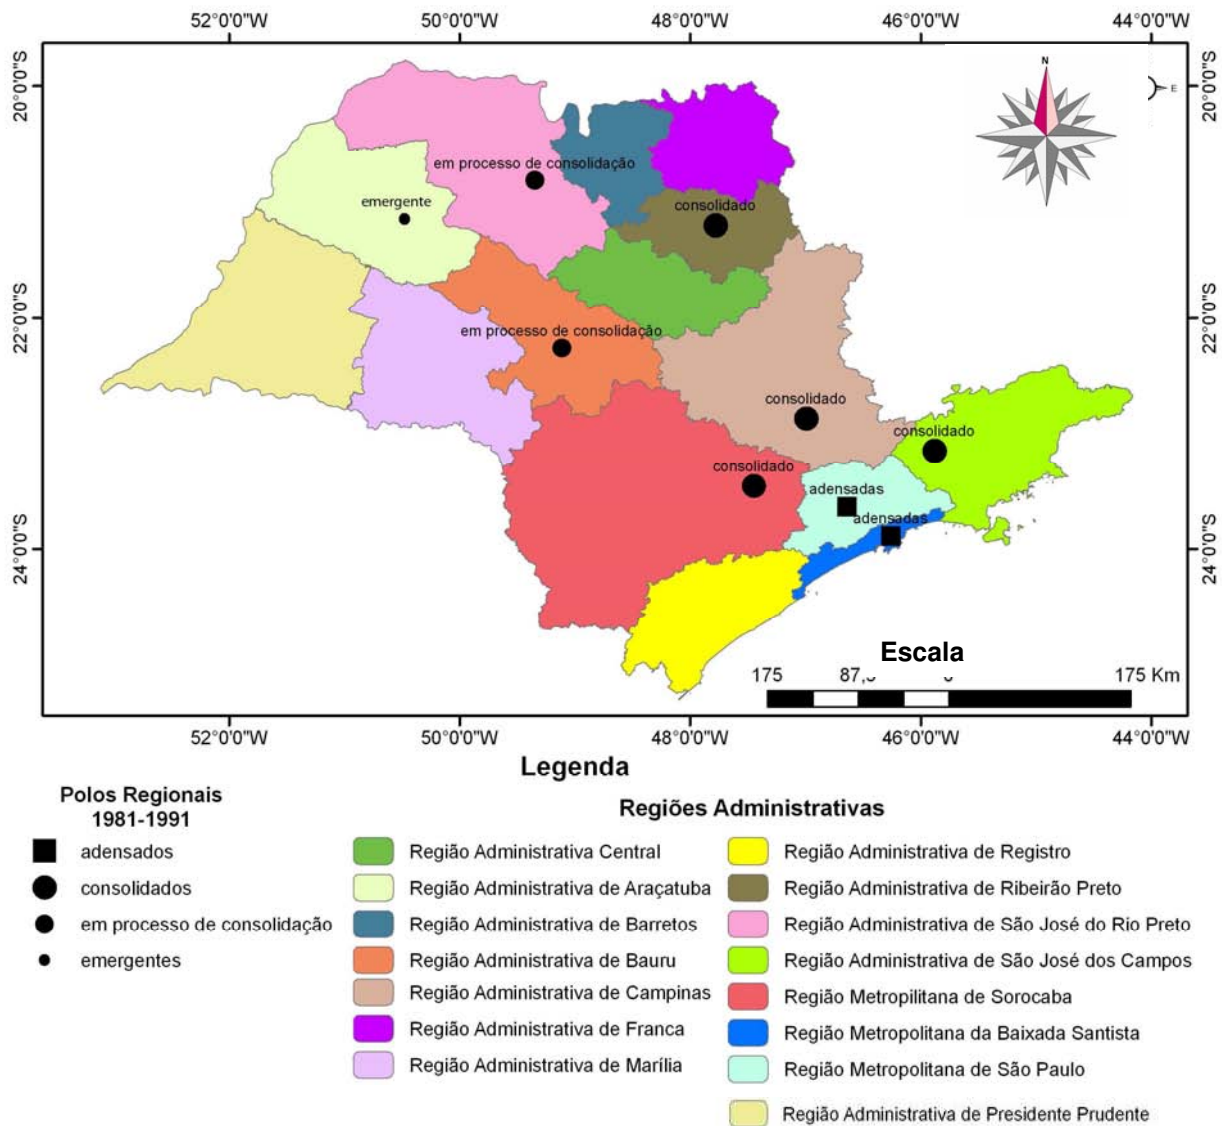 52°0'0"W 50°0'0"W 48°0'0"W 46°0'0"W 44°0'0"W
20°0'0"S 20°0'0"S
N
E
em processo de consolidação
emergente
consolidado
22°0'0"S 22°0'0"S
em processo de consolidação
consolidado
consolidado
consolidado
adensadas
adensadas
24°0'0"S 24°0'0"S
Escala
175 175 Km
52°0'0"W 50°0'0"W 48°0'0"W 46°0'0"W 44°0'0"W
Legenda
Polos Regionais
1981-1991
adensados
consolidados
em processo de consolidação
emergentes
Regiões Administrativas
Região Administrativa Central
Região Administrativa de Araçatuba
Região Administrativa de Barretos
Região Administrativa de Bauru
Região Administrativa de Campinas
Região Administrativa de Franca
Região Administrativa de Marília
Região Administrativa de Registro
Região Administrativa de Ribeirão Preto
Região Administrativa de São José do Rio Preto
Região Administrativa de São José dos Campos
Região Metropilitana de Sorocaba
Região Metropolitana da Baixada Santista
Região Metropolitana de São Paulo
Região Administrativa de Presidente Prudente